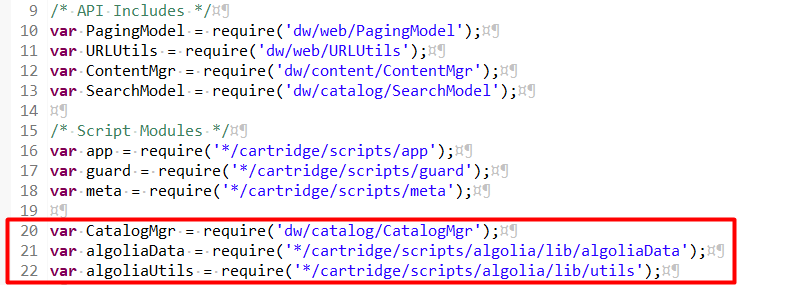 9 /* API Includes */¤¶
10 var PagingModel = require('dw/web/PagingModel');¤¶
11 var URLUtils = require('dw/web/URLUtils');¤¶
12 var ContentMgr = require('dw/content/ContentMgr');¤¶
13 var SearchModel = require('dw/catalog/SearchModel');¤¶
14 ¤¶
15 /* Script Modules */¤¶
16 var app = require('*/cartridge/scripts/app');¤¶
17 var guard = require('*/cartridge/scripts/guard');¤¶
18 var meta = require('*/cartridge/scripts/meta');¤¶
19 ¤¶
20 var CatalogMgr = require('dw/catalog/CatalogMgr');¤¶
21 var algoliaData = require('*/cartridge/scripts/algolia/lib/algoliaData');¤¶
22 var algoliaUtils = require('*/cartridge/scripts/algolia/lib/utils');¤¶